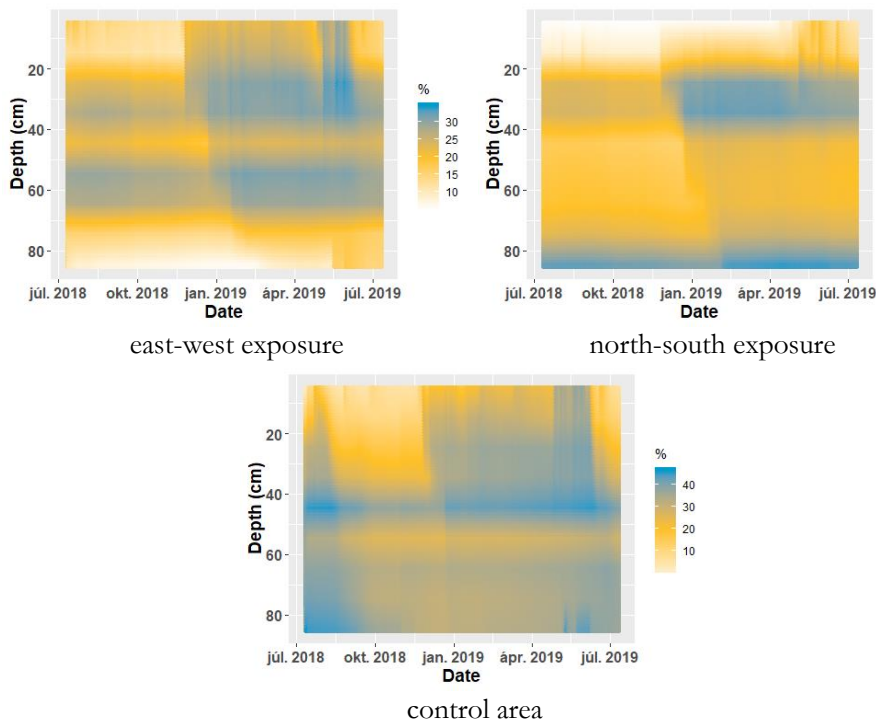 %
Depth (cm)
20
40
60
80
30
25
20
15
10
júl. 2018
okt. 2018
jan. 2019
ápr. 2019
júl. 2019
Date
east-west exposure
Depth (cm)
20
40
60
80
júl. 2018
okt. 2018
jan. 2019
ápr. 2019
júl. 2019
Date
north-south exposure
%
Depth (cm)
20
40
60
80
40
30
20
10
júl. 2018
okt. 2018
jan. 2019
ápr. 2019
júl. 2019
Date
control area